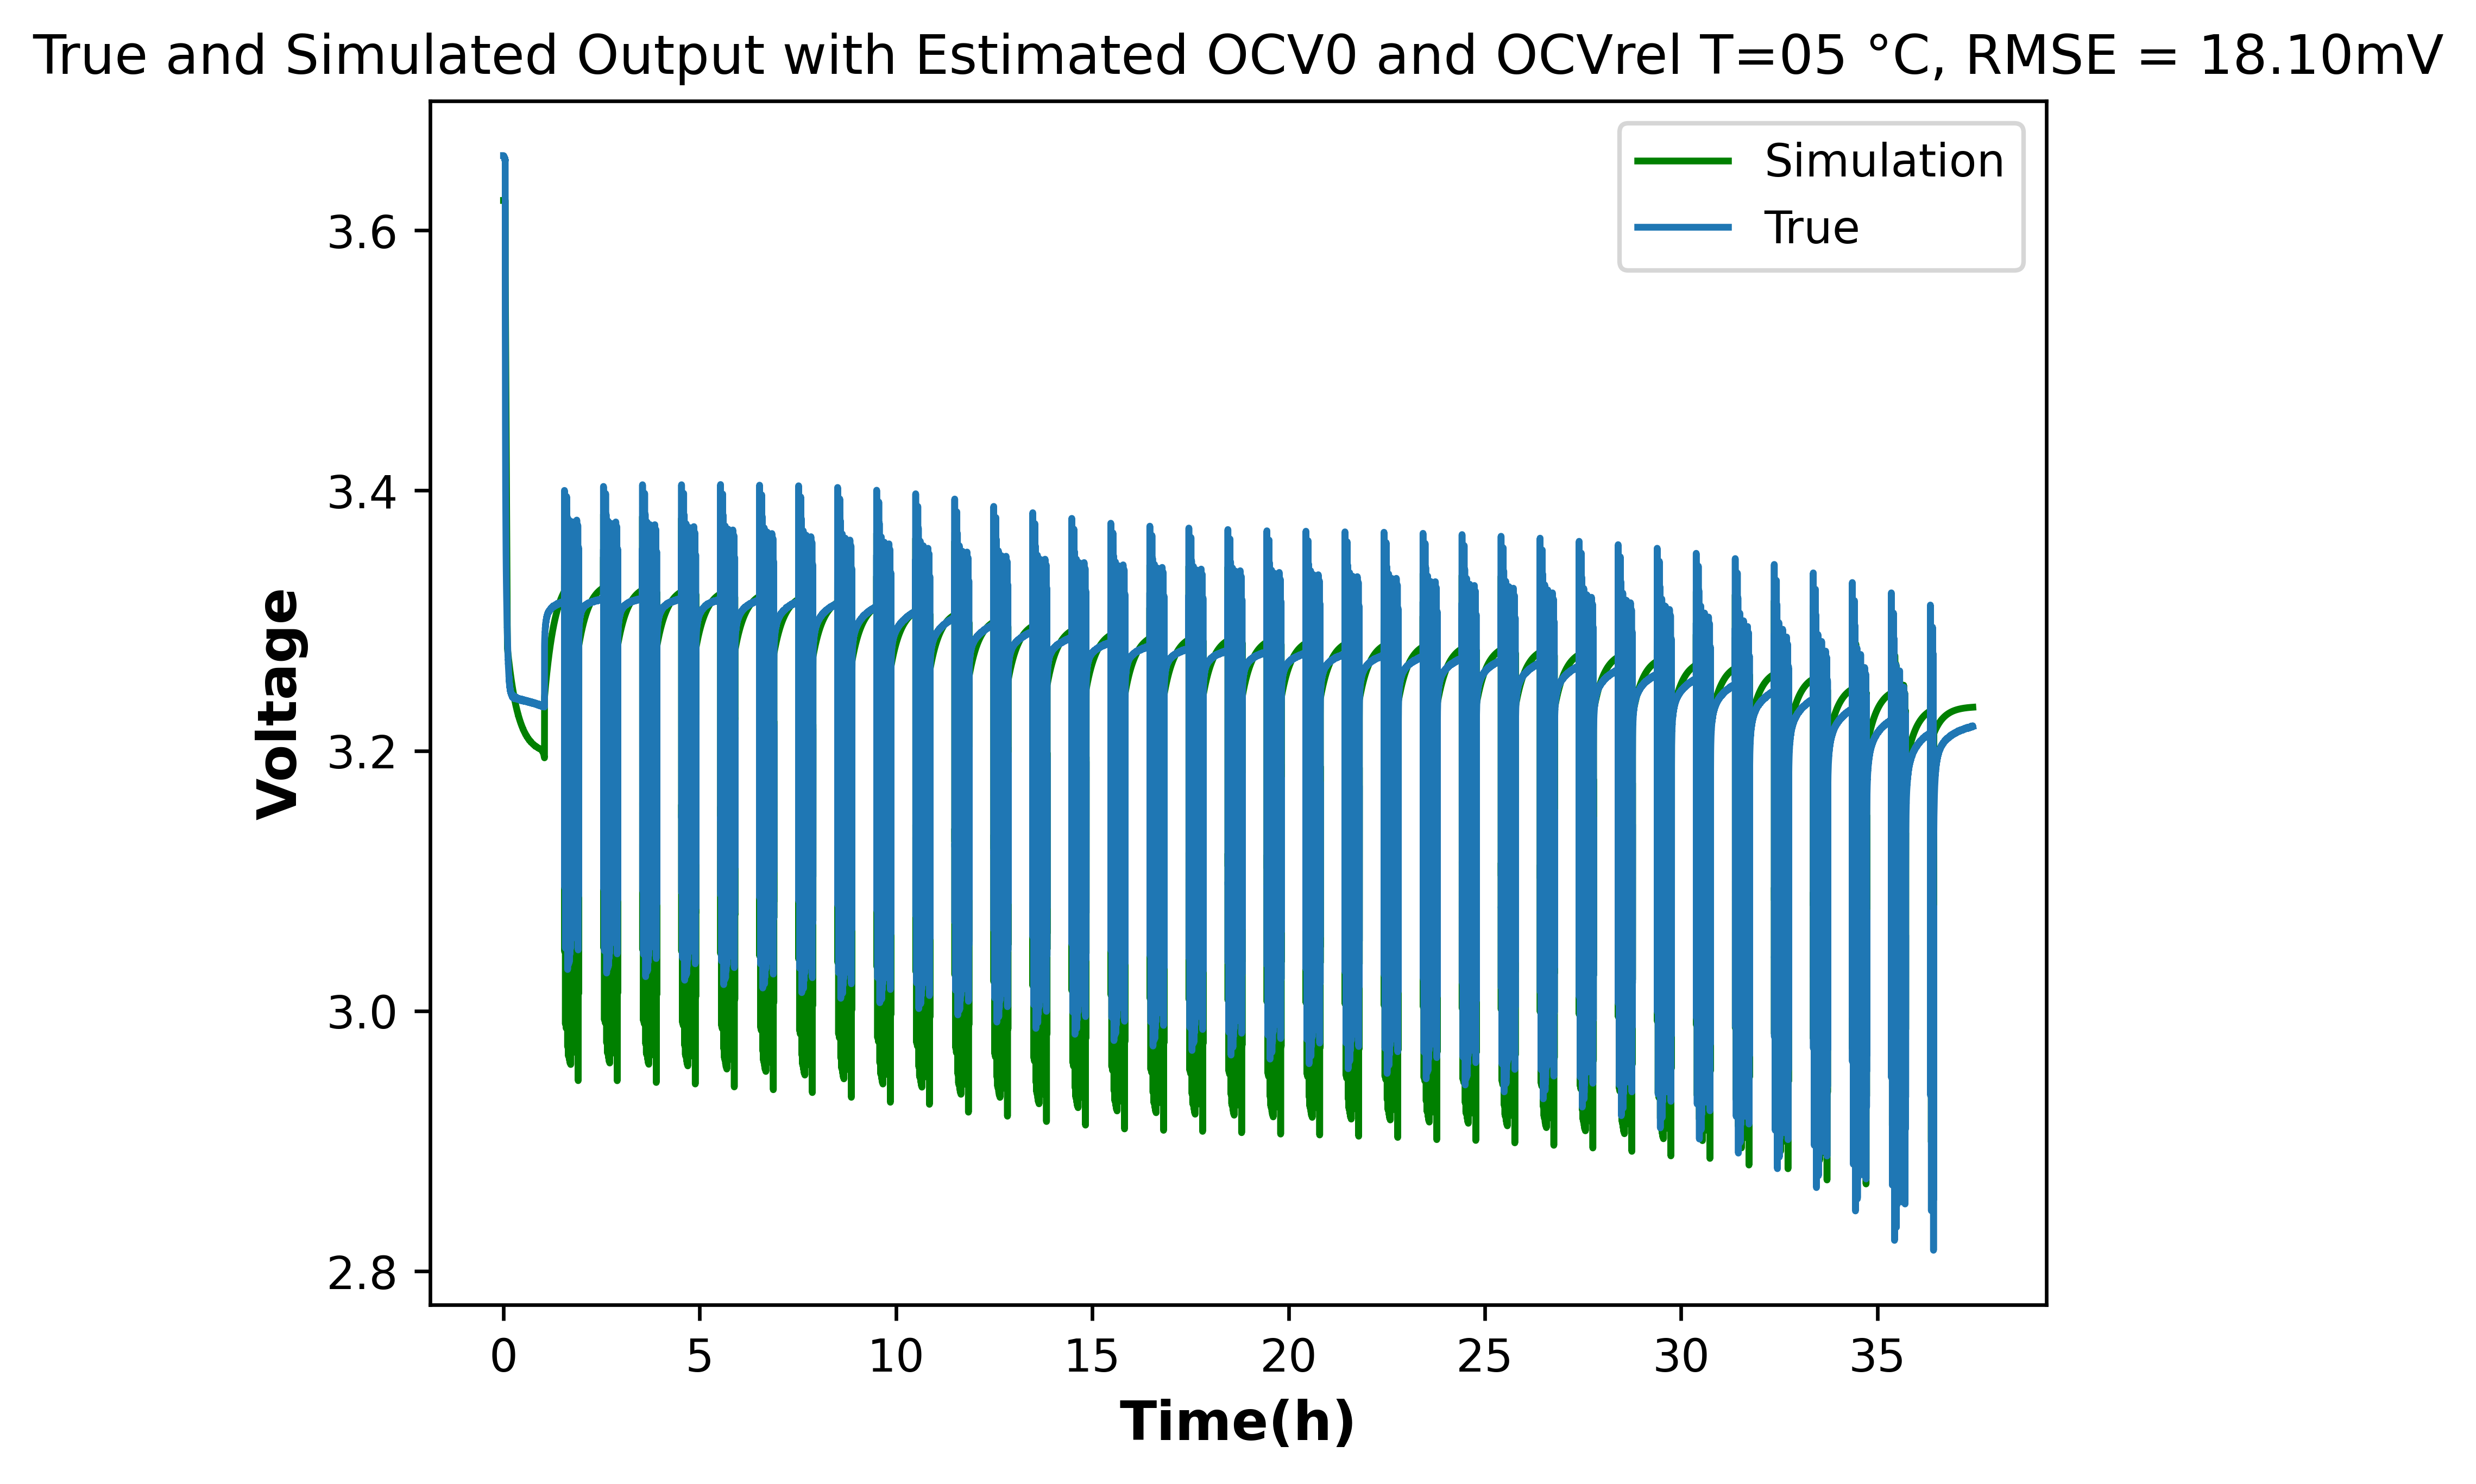 True and Simulated Output with Estimated OCV0 and OCVrel T=05 °C, RMSE = 18.10mV
Simulation
True
3.6
3.4
3.2
3.0
2.8
Voltage
0 5 10 15 20 25 30 35
Time(h)